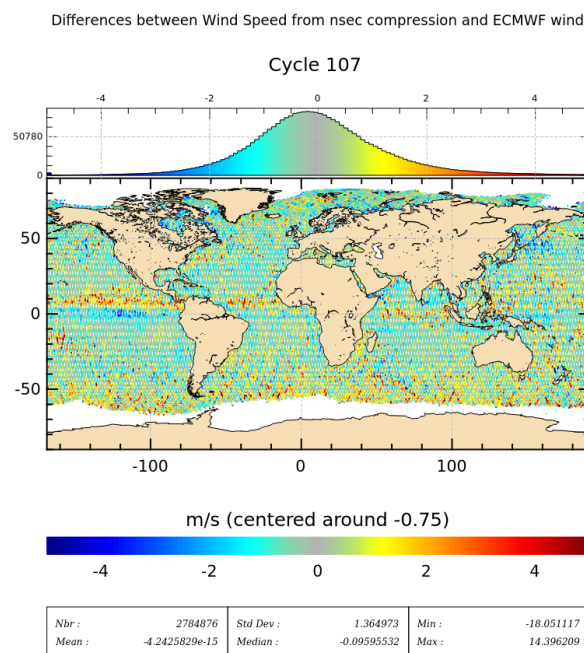 Differences between Wind Speed from nsec compression and ECMWF wind
Cycle 107
-4 -2 0 2 4
50780
0
50
0
-50
-100 0 100
m/s (centered around -0.75)
-4 -2 0 2 4
Nbr : 2784876 Std Dev : 1.364973 Min : -18.051117
Mean : -4.2425829e-15 Median : -0.09595532 Max : 14.396209